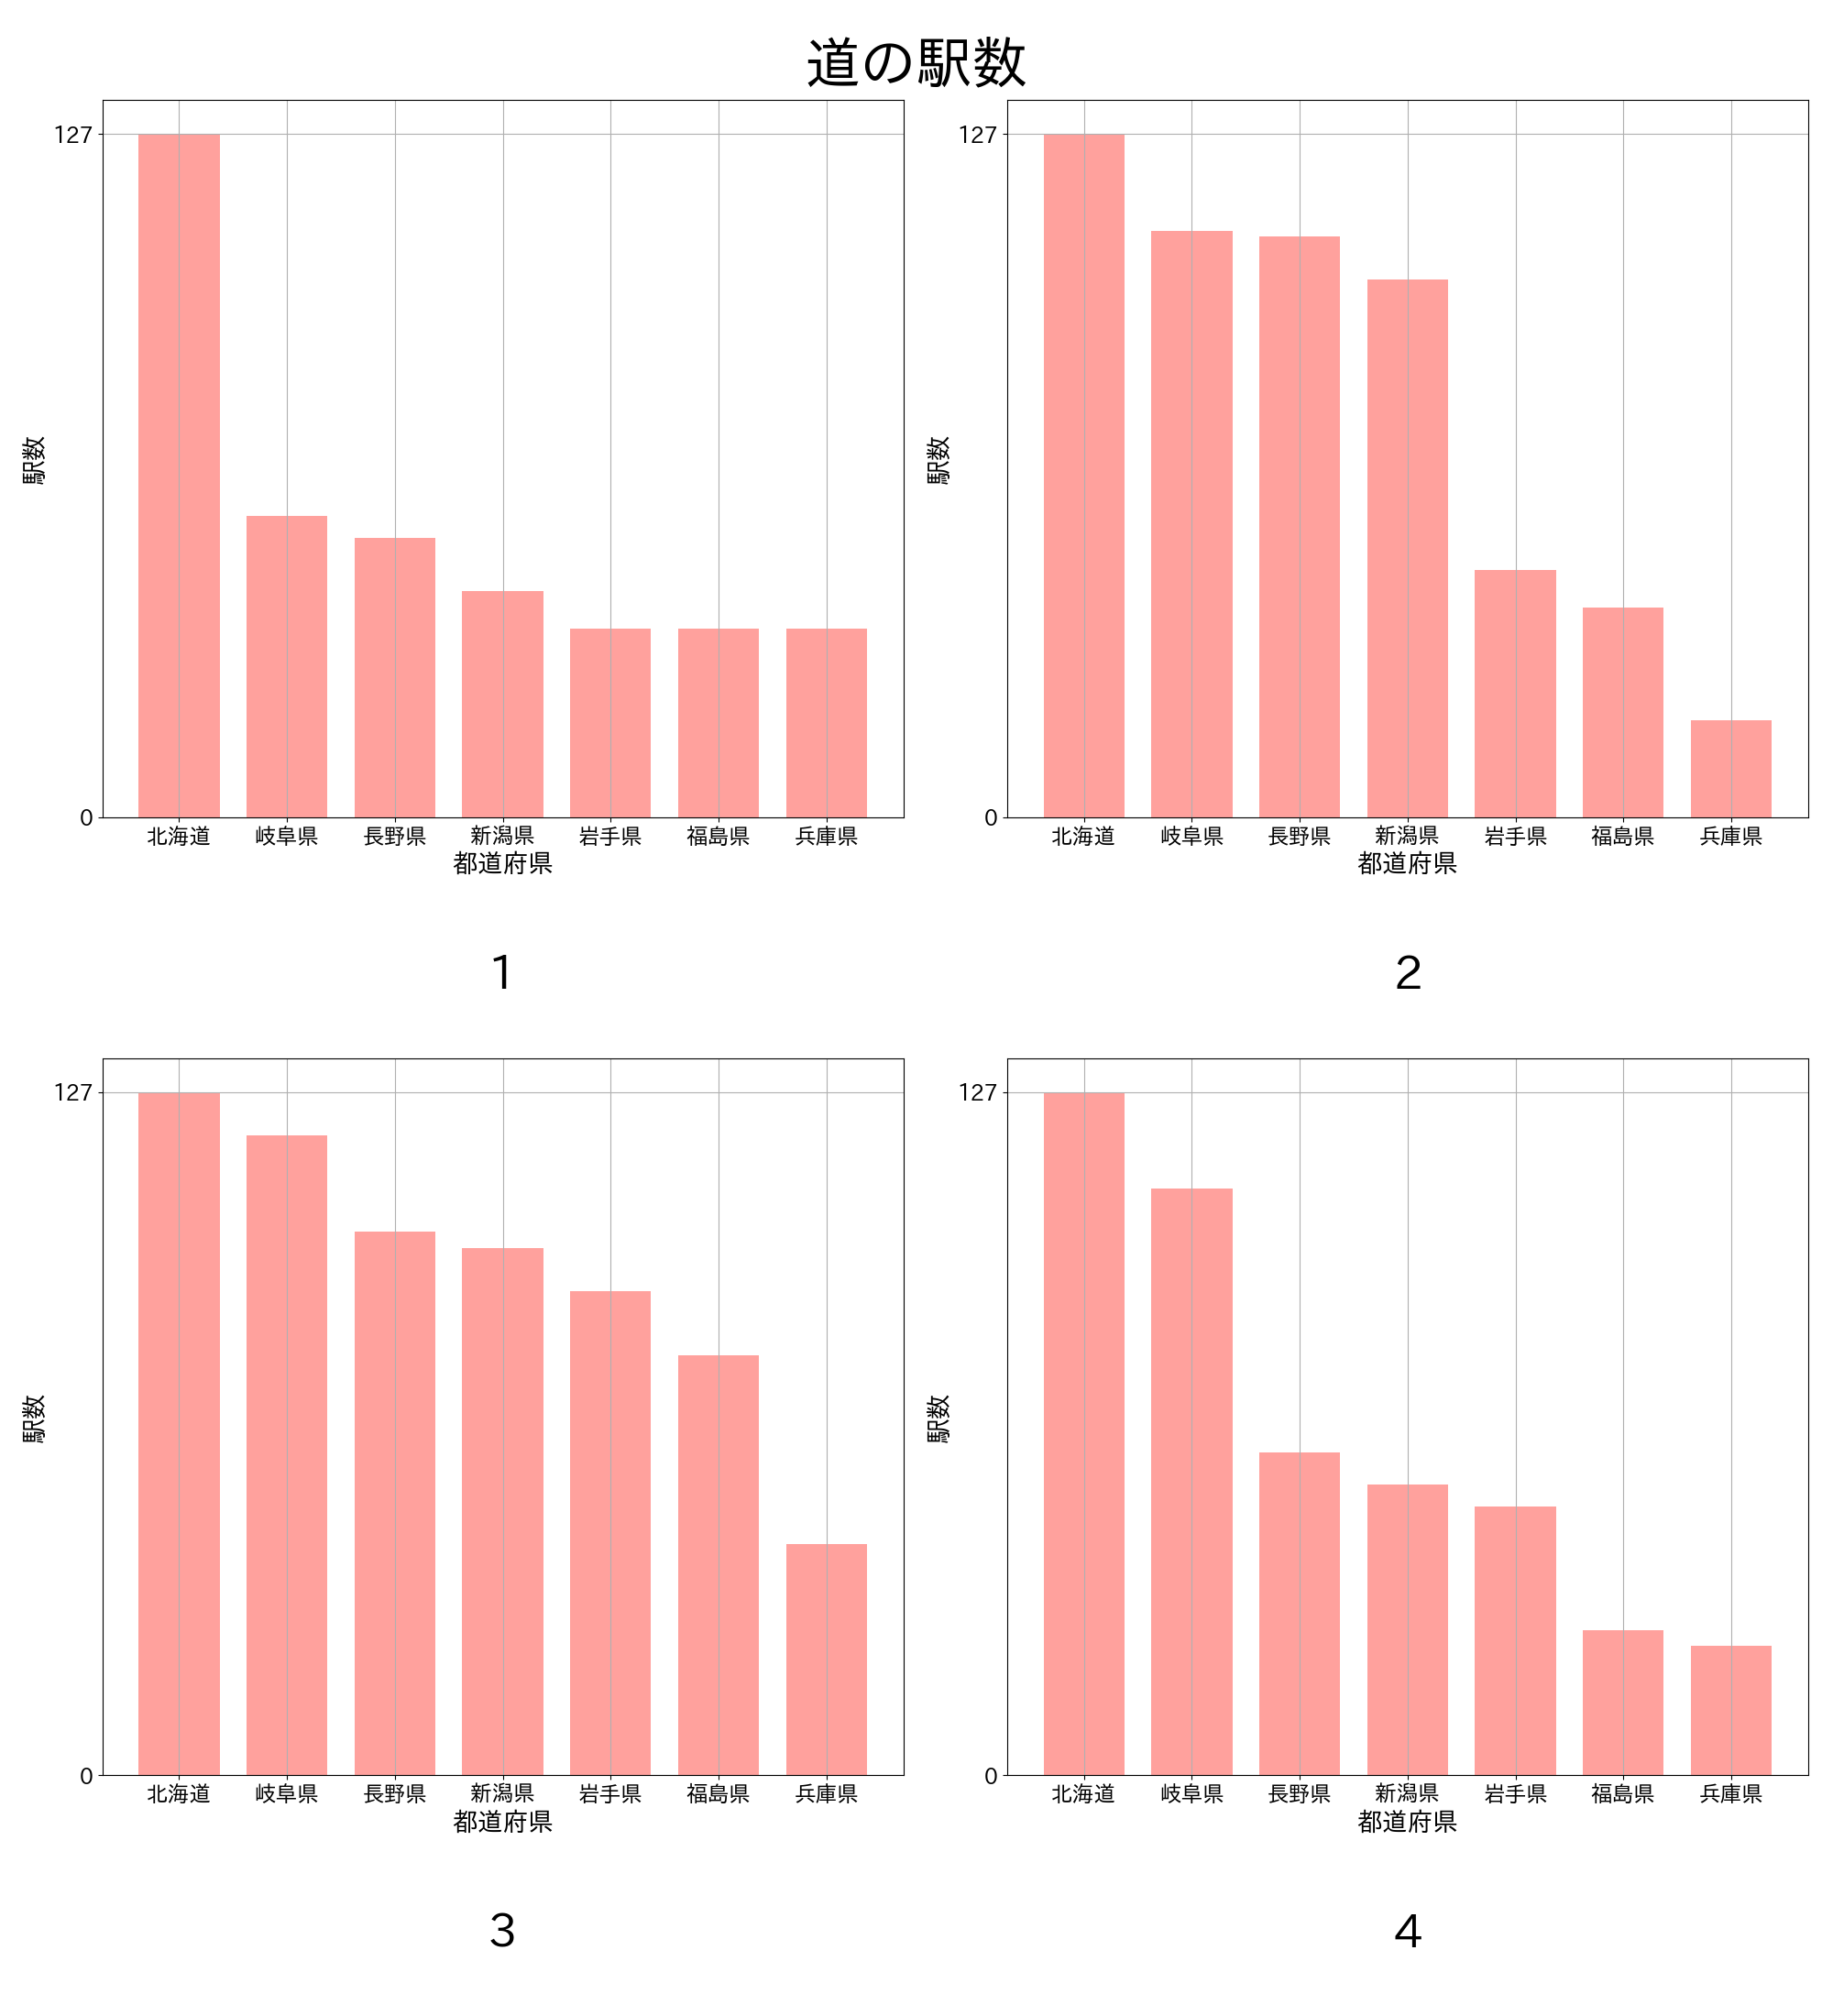 道の駅数
127
0
駅数
北海道 岐阜県 長野県 新潟県 岩手県 福島県 兵庫県
都道府県
1
127
0
駅数
北海道 岐阜県 長野県 新潟県 岩手県 福島県 兵庫県
都道府県
2
127
0
駅数
北海道 岐阜県 長野県 新潟県 岩手県 福島県 兵庫県
都道府県
3
127
0
駅数
北海道 岐阜県 長野県 新潟県 岩手県 福島県 兵庫県
都道府県
4